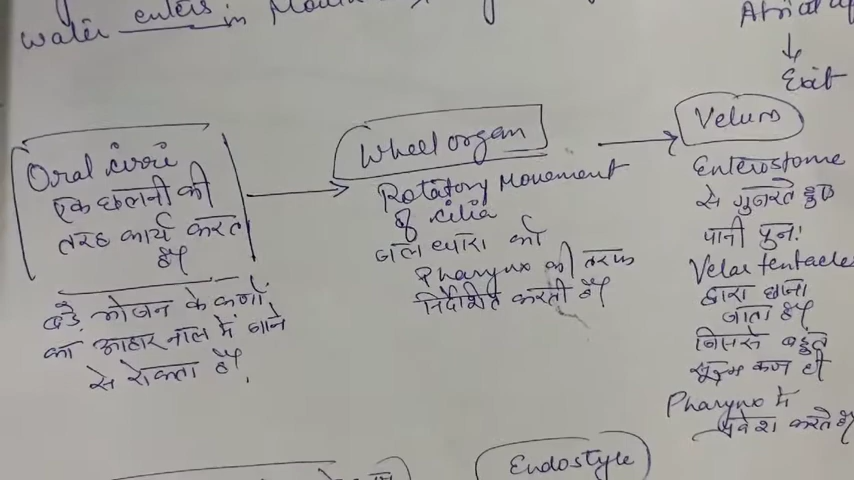 water enters in Mouth
Atrial
↓
Exit
Oral cirri
एक छलनी की
तरह कार्य करत
हैं
बड़े भोजन के कणों
का आहार नाल में जाने
से रोकता हैं।
Wheel organ
Rotatory Movement
of cilia
जल धारा को
Pharynx की तरफ
निर्देशित करती हैं
Velum
Enterostome
से गुजरते हुए
पानी पुनः
Velar tentacles
द्वारा छाना
जाता हैं
जिससे बहुत
सूक्ष्म कण ही
Pharynx में
प्रवेश करते हैं
Endostyle